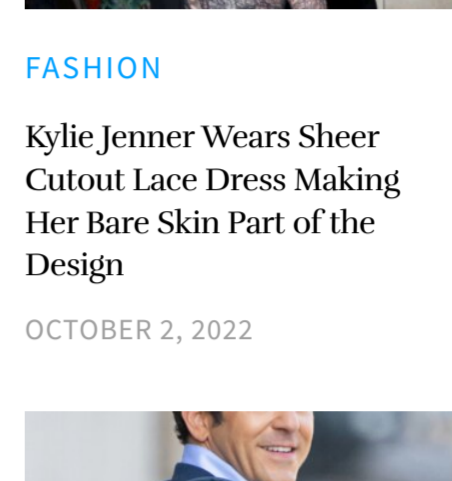 FASHION
Kylie Jenner Wears Sheer
Cutout Lace Dress Making
Her Bare Skin Part of the
Design
OCTOBER 2, 2022